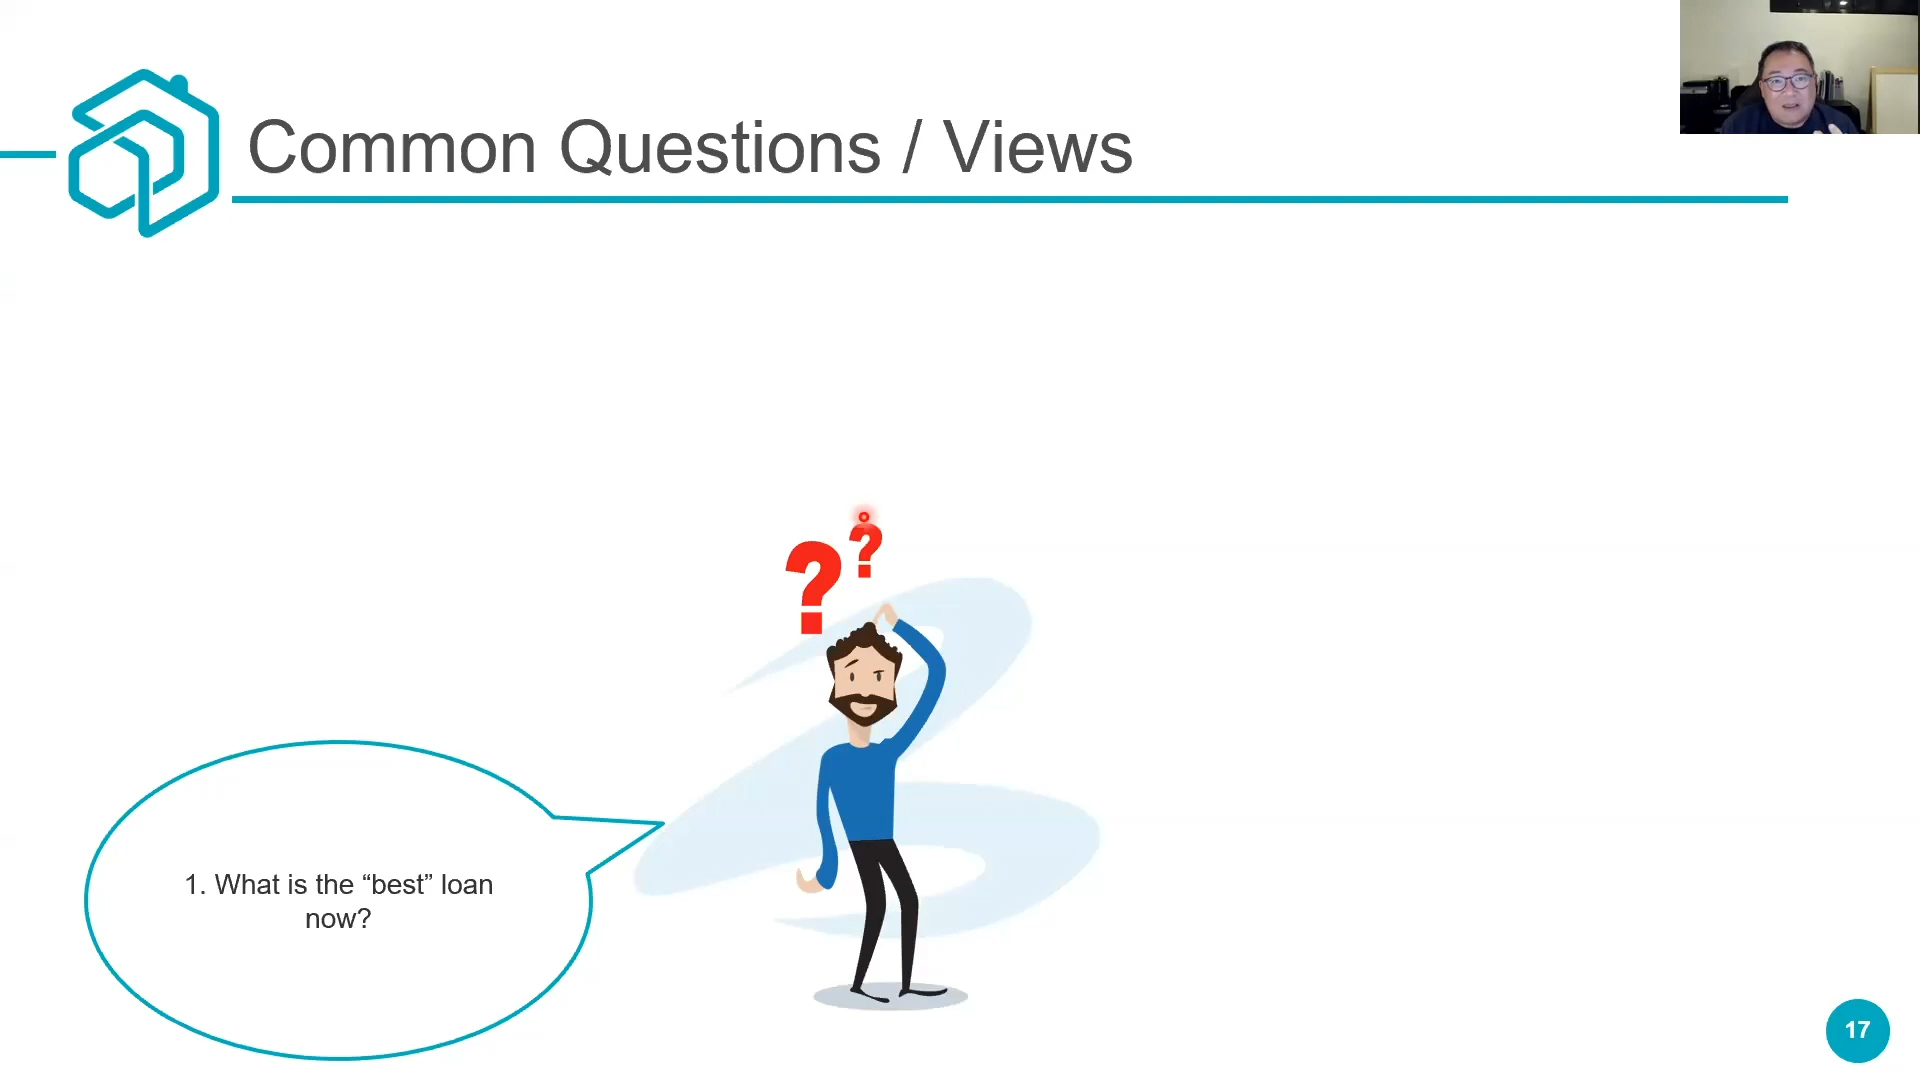 Common Questions / Views
? ?
1. What is the “best” loan
now?
17